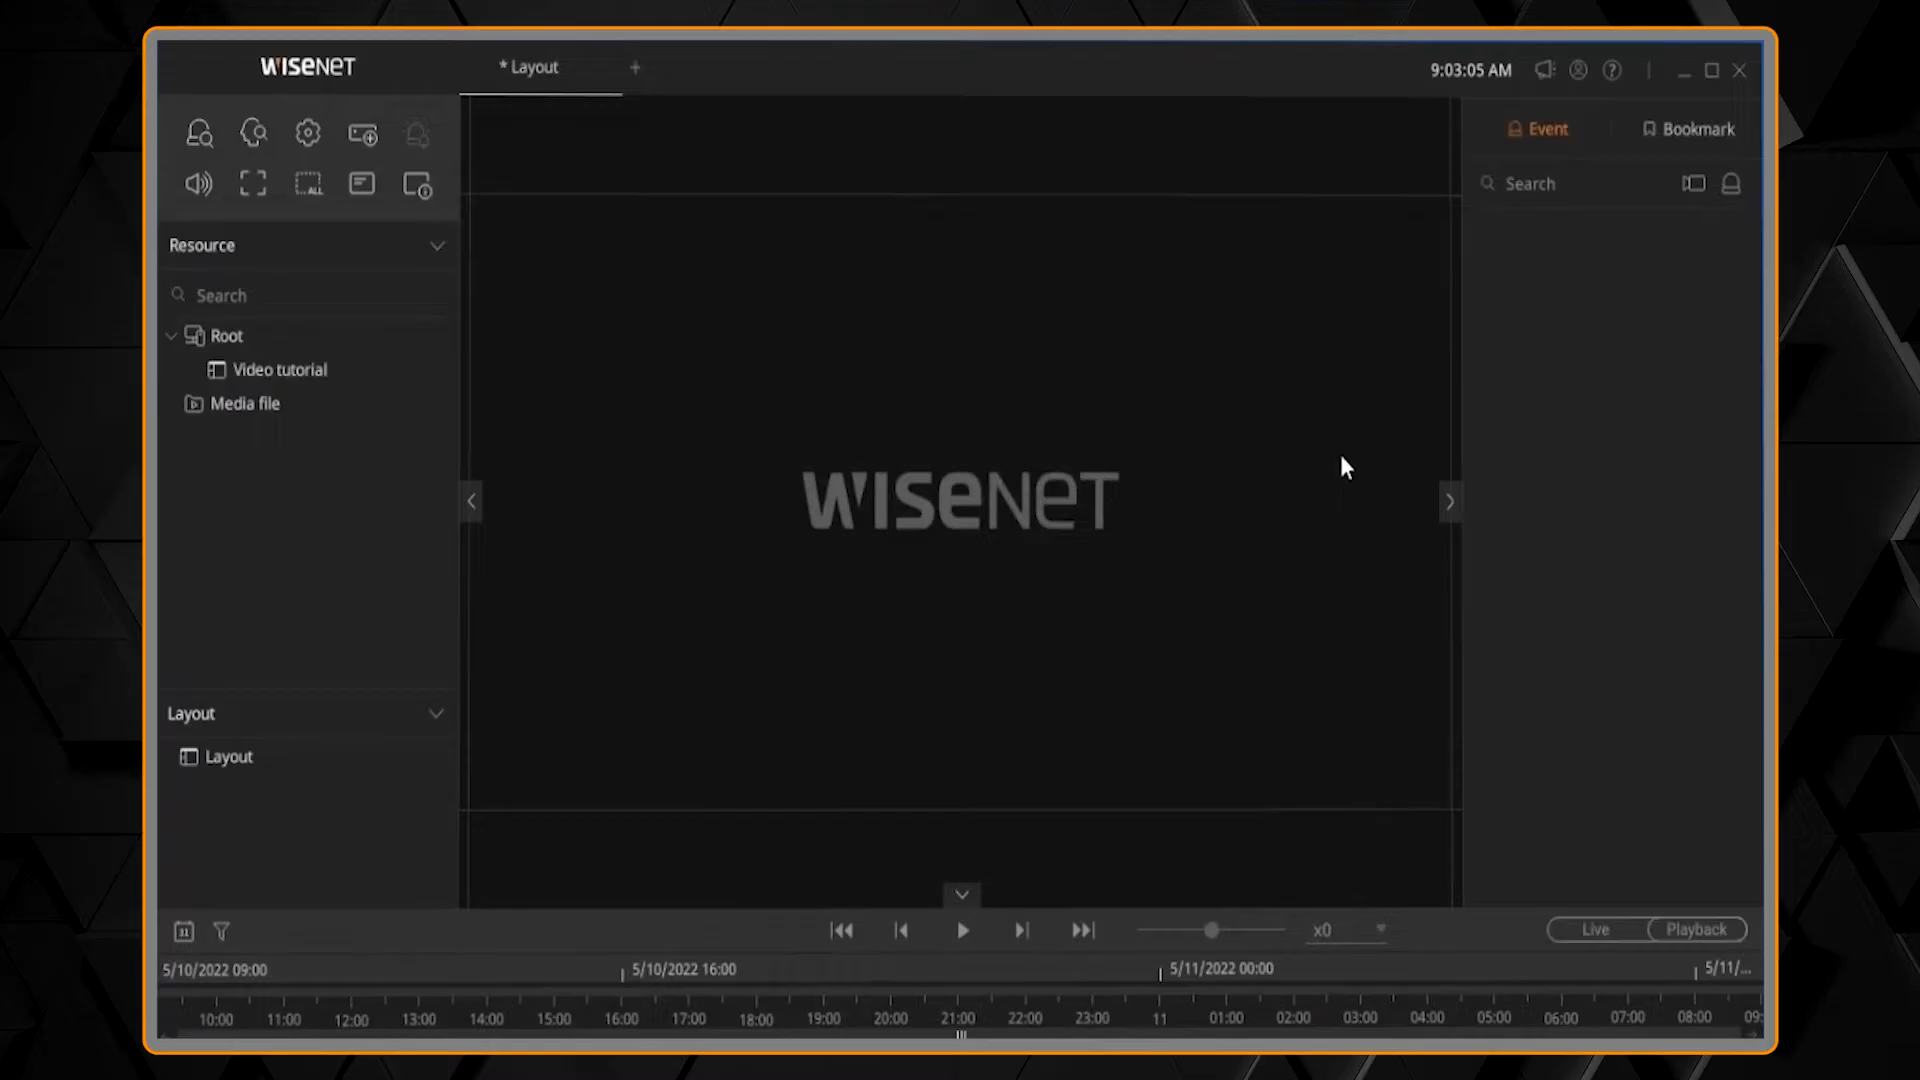 WISENET
* Layout
9:03:05 AM
ALL
Event
Bookmark
Search
Resource
Search
Root
Video tutorial
Media file
WISENET
Layout
Layout
31
x0
Live
Playback
5/10/2022 09:00
5/10/2022 16:00
5/11/2022 00:00
5/11/...
10:00 11:00 12:00 13:00 14:00 15:00 16:00 17:00 18:00 19:00 20:00 21:00 22:00 23:00 11 01:00 02:00 03:00 04:00 05:00 06:00 07:00 08:00 09: